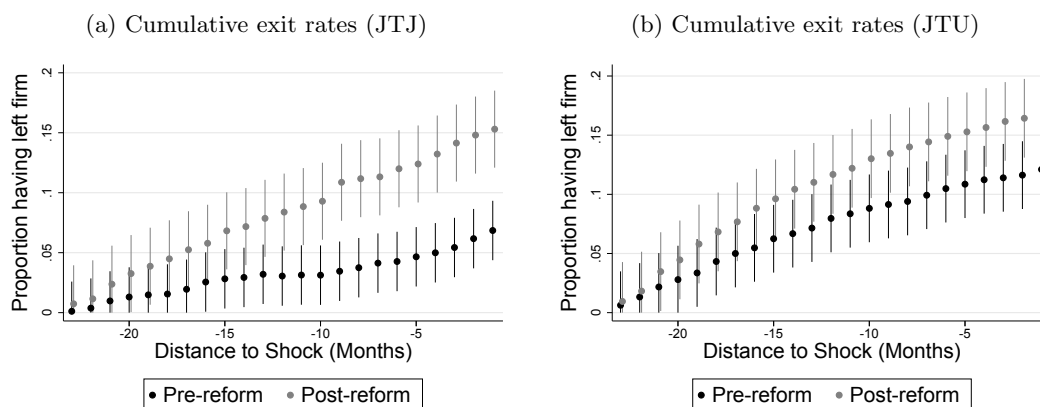 (a) Cumulative exit rates (JTJ)
Proportion having left firm
.2
.15
.1
.05
0
-20 -15 -10 -5
Distance to Shock (Months)
Pre-reform Post-reform
(b) Cumulative exit rates (JTU)
Proportion having left firm
.2
.15
.1
.05
0
-20 -15 -10 -5
Distance to Shock (Months)
Pre-reform Post-reform